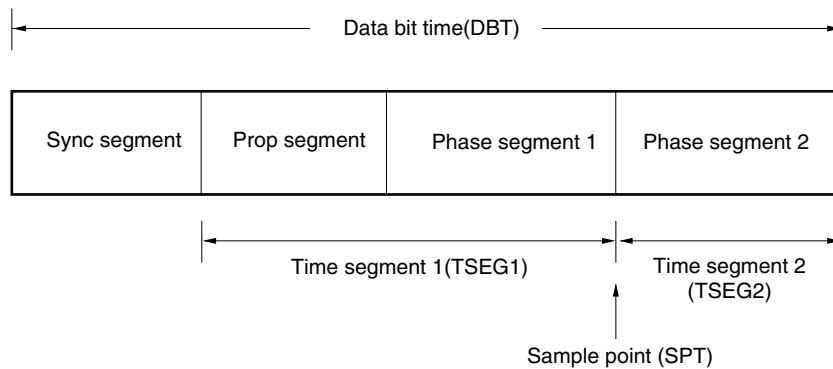 Data bit time(DBT)
Sync segment
Prop segment
Phase segment 1
Phase segment 2
Time segment 1(TSEG1)
Time segment 2
(TSEG2)
Sample point (SPT)